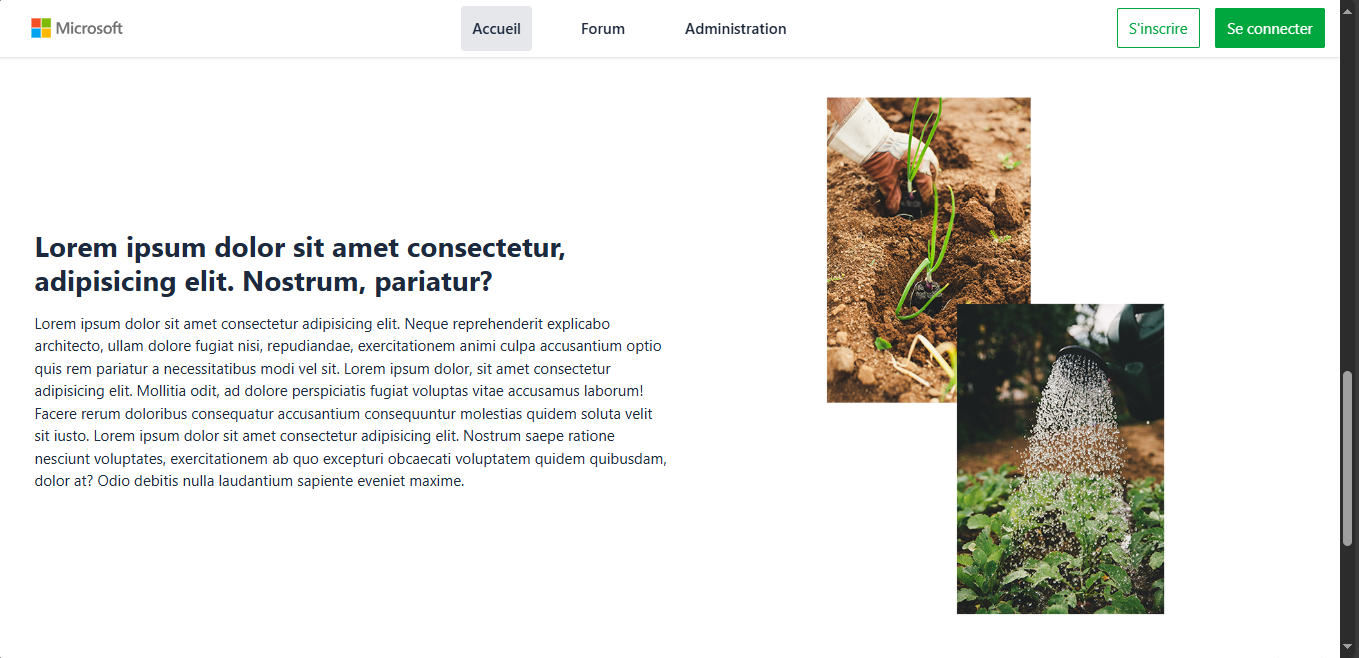 Microsoft
Accueil
Forum
Administration
S'inscrire
Se connecter
Lorem ipsum dolor sit amet consectetur,
adipisicing elit. Nostrum, pariatur?
Lorem ipsum dolor sit amet consectetur adipisicing elit. Neque reprehenderit explicabo
architecto, ullam dolore fugiat nisi, repudiandae, exercitationem animi culpa accusantium optio
quis rem pariatur a necessitatibus modi vel sit. Lorem ipsum dolor, sit amet consectetur
adipisicing elit. Mollitia odit, ad dolore perspiciatis fugiat voluptas vitae accusamus laborum!
Facere rerum doloribus consequatur accusantium consequuntur molestias quidem soluta velit
sit iusto. Lorem ipsum dolor sit amet consectetur adipisicing elit. Nostrum saepe ratione
nesciunt voluptates, exercitationem ab quo excepturi obcaecati voluptatem quidem quibusdam,
dolor at? Odio debitis nulla laudantium sapiente eveniet maxime.